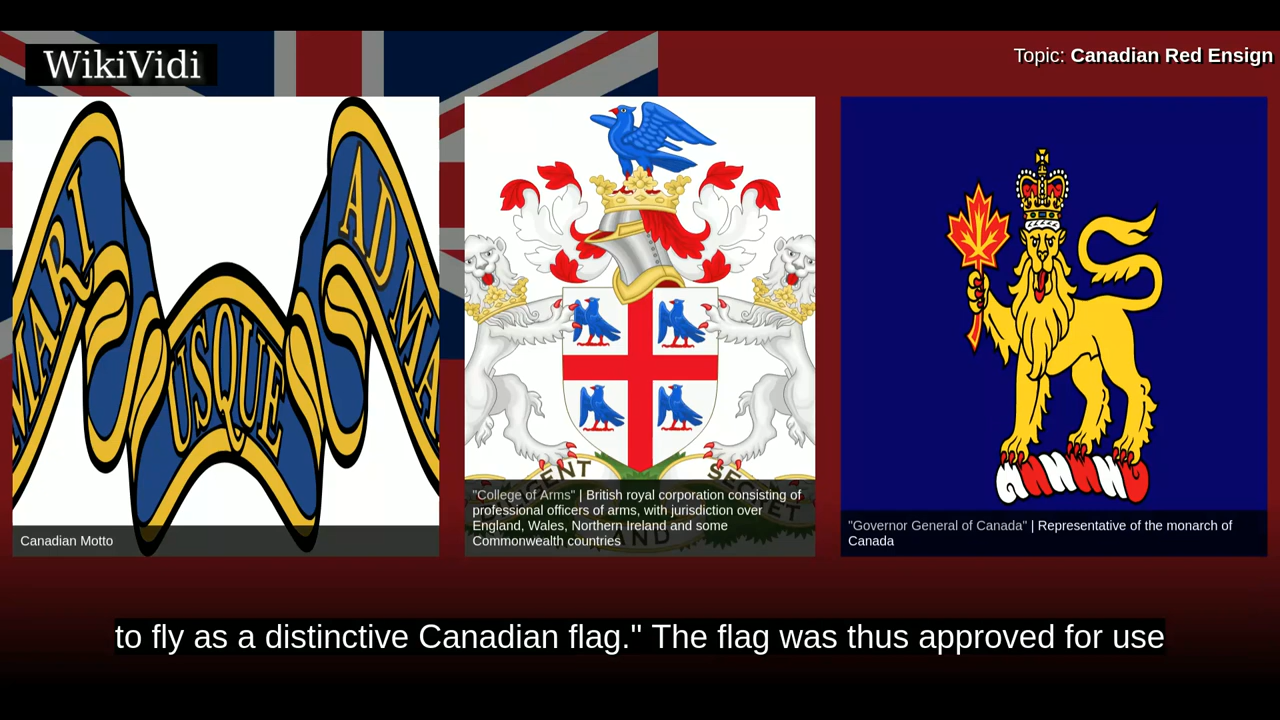 WikiVidi
Topic: Canadian Red Ensign
MARI
USQUE
AD
MA
Canadian Motto
"College of Arms" | British royal corporation consisting of
professional officers of arms, with jurisdiction over
England, Wales, Northern Ireland and some
Commonwealth countries
"Governor General of Canada" | Representative of the monarch of
Canada
to fly as a distinctive Canadian flag." The flag was thus approved for use